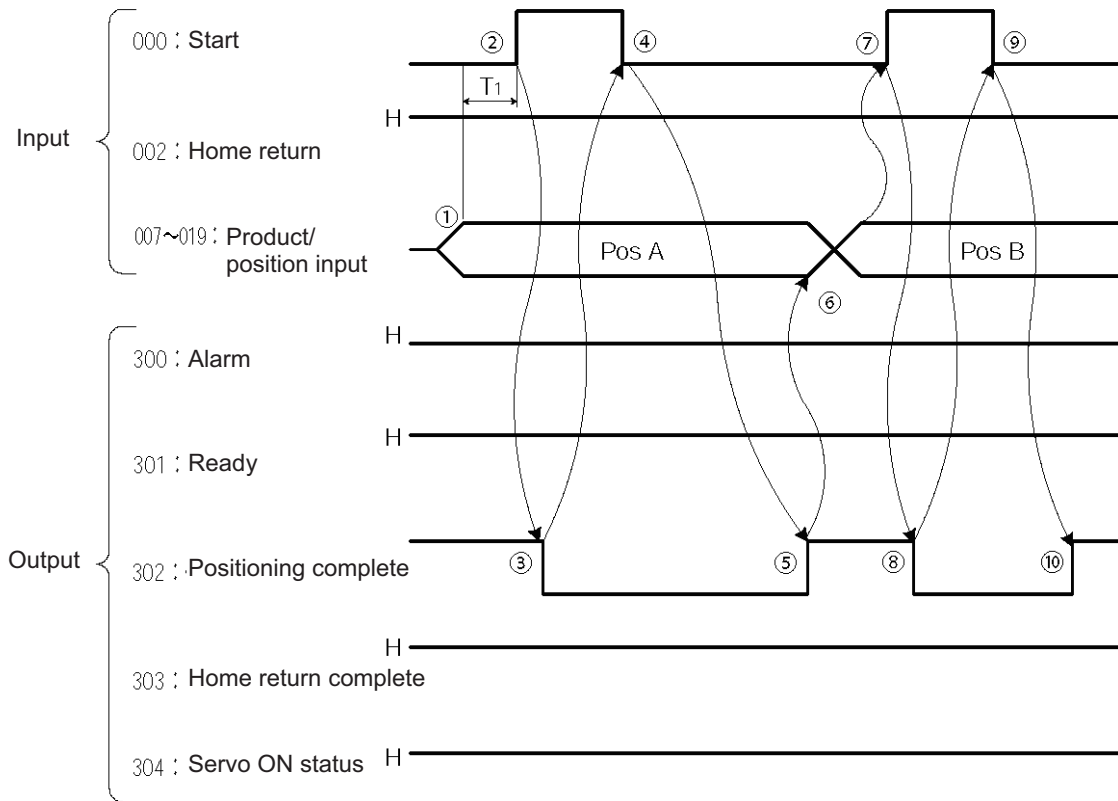 000 : Start
② ④ ⑦ ⑨
T1
Input
H
002 : Home return
①
007~019 : Product/
position input
Pos A
Pos B
⑥
H
300 : Alarm
H
301 : Ready
Output
302 : Positioning complete
③ ⑤ ⑧ ⑩
H
303 : Home return complete
304 : Servo ON status H